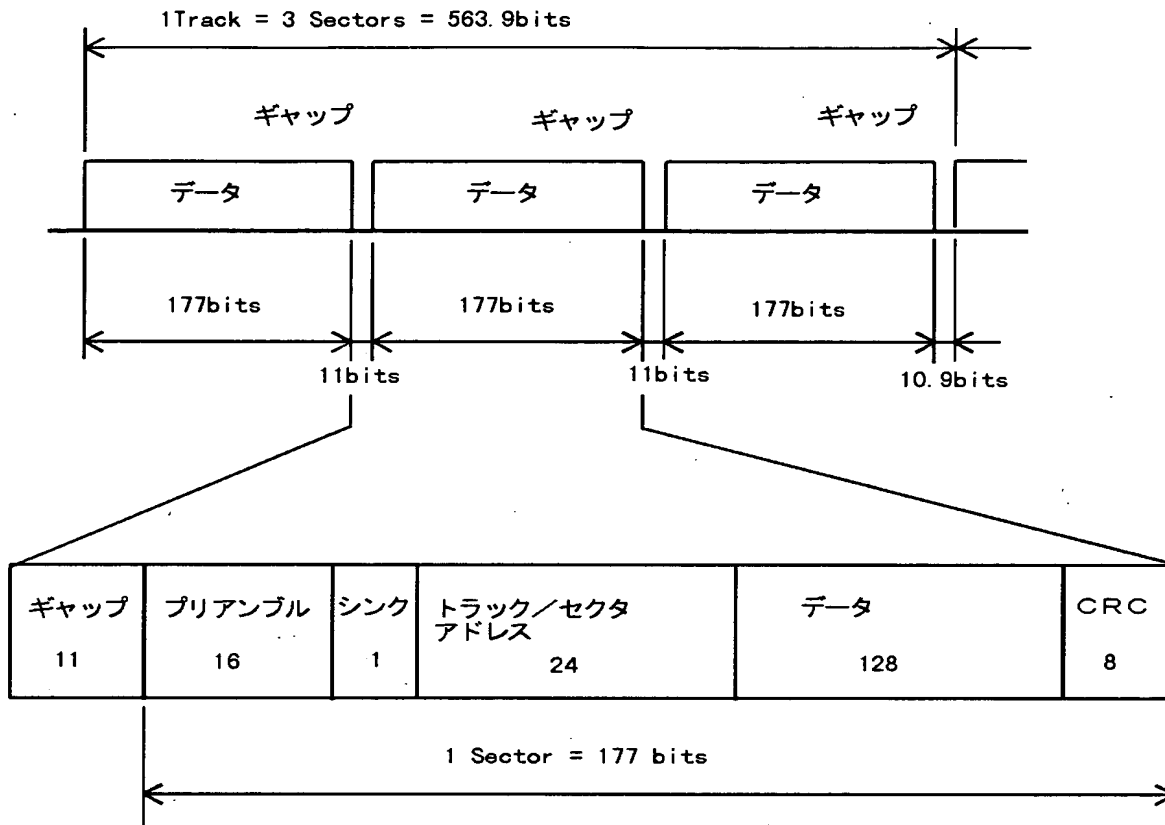 1Track = 3 Sectors = 563.9bits
ギャップ ギャップ ギャップ
データ データ データ
177bits 177bits 177bits
11bits 11bits 10.9bits
ギャップ プリアンブル シンク トラック／セクタ データ CRC
アドレス
11 16 1 24 128 8
1 Sector = 177 bits